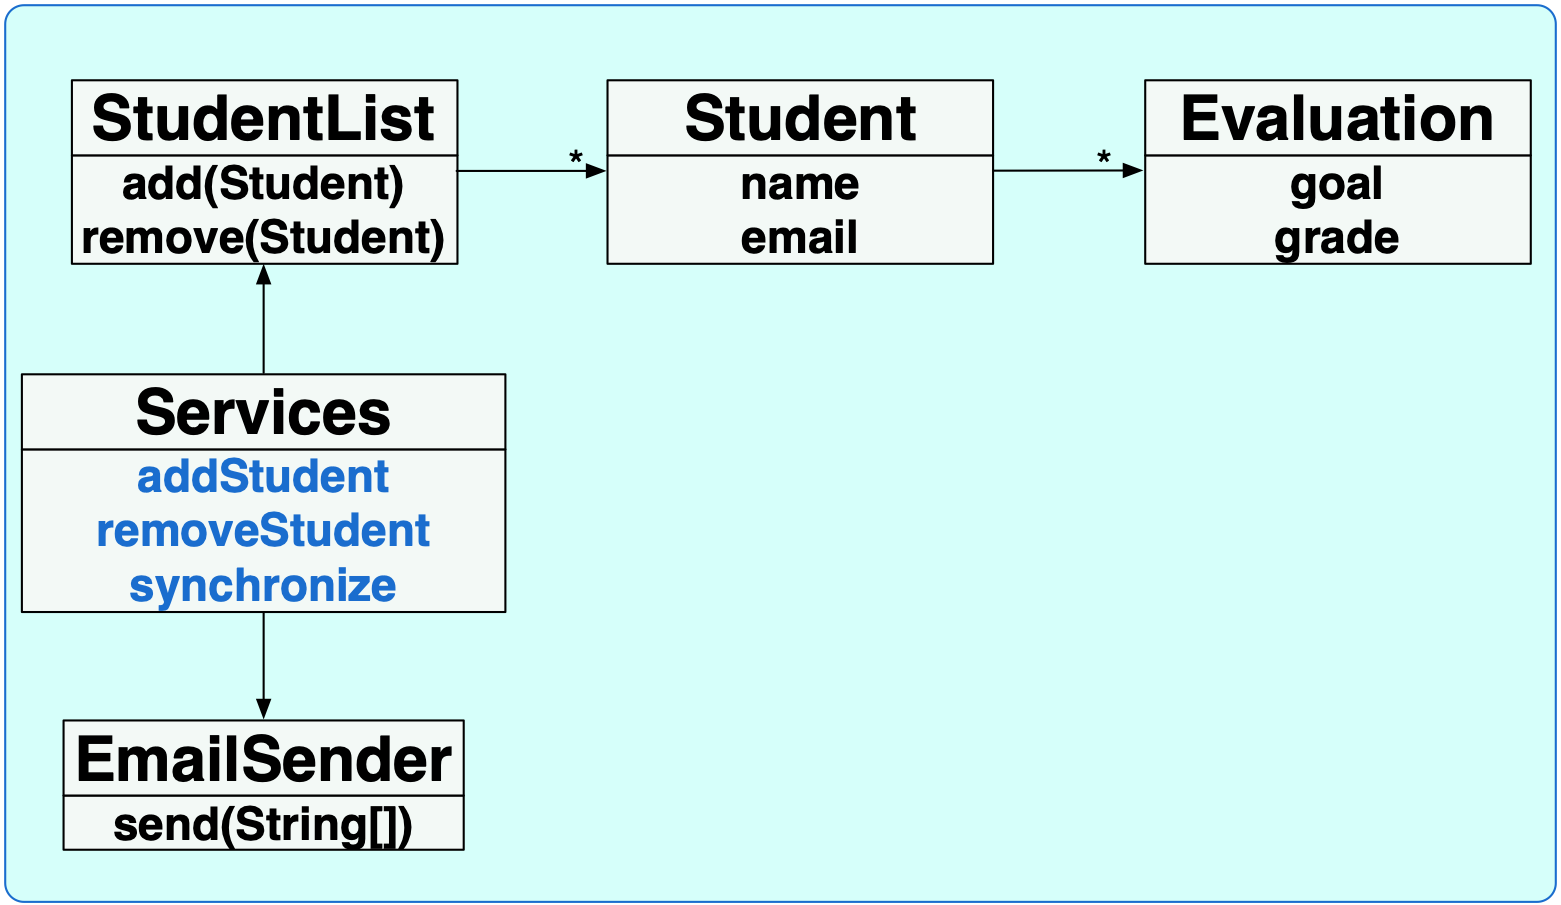 StudentList
add(Student)
remove(Student)
*
Student
name
email
*
Evaluation
goal
grade
Services
addStudent
removeStudent
synchronize
EmailSender
send(String[])